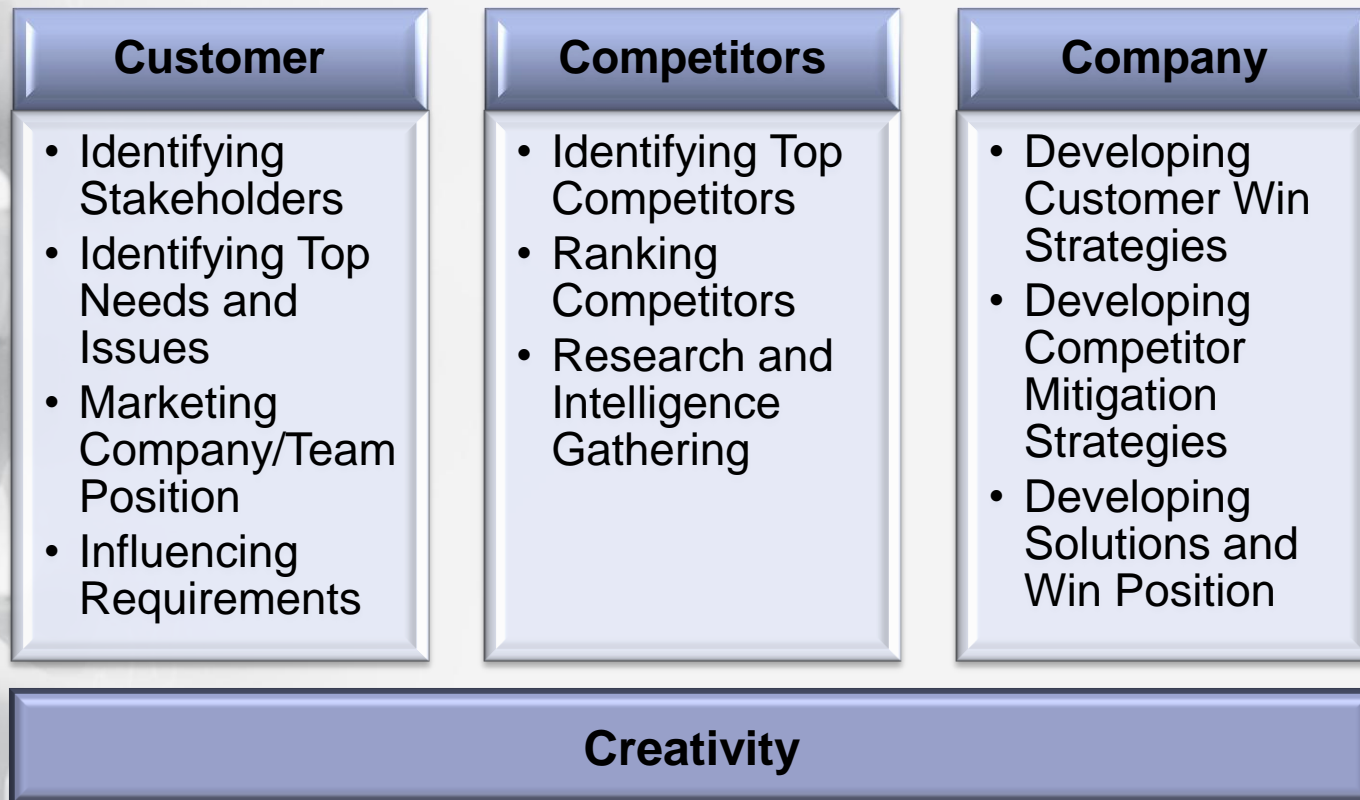 Customer
• Identifying
Stakeholders
• Identifying Top
Needs and
Issues
• Marketing
Company/Team
Position
• Influencing
Requirements
Competitors
• Identifying Top
Competitors
• Ranking
Competitors
• Research and
Intelligence
Gathering
Company
• Developing
Customer Win
Strategies
• Developing
Competitor
Mitigation
Strategies
• Developing
Solutions and
Win Position
Creativity